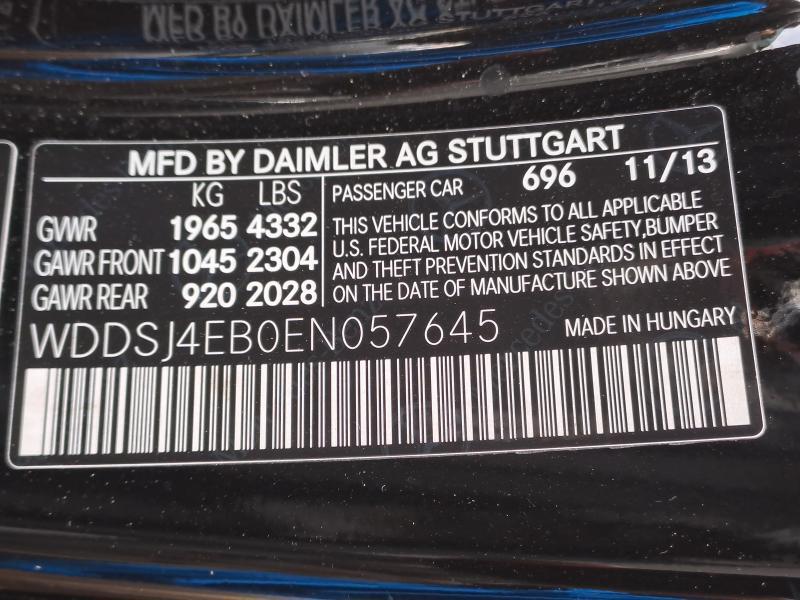 MFD BY DAIMLER AG STUTTGART
KG LBS
GVWR 1965 4332
GAWR FRONT 1045 2304
GAWR REAR 920 2028
PASSENGER CAR 696 11/13
THIS VEHICLE CONFORMS TO ALL APPLICABLE
U.S. FEDERAL MOTOR VEHICLE SAFETY,BUMPER
AND THEFT PREVENTION STANDARDS IN EFFECT
ON THE DATE OF MANUFACTURE SHOWN ABOVE
WDDSJ4EB0EN057645
MADE IN HUNGARY